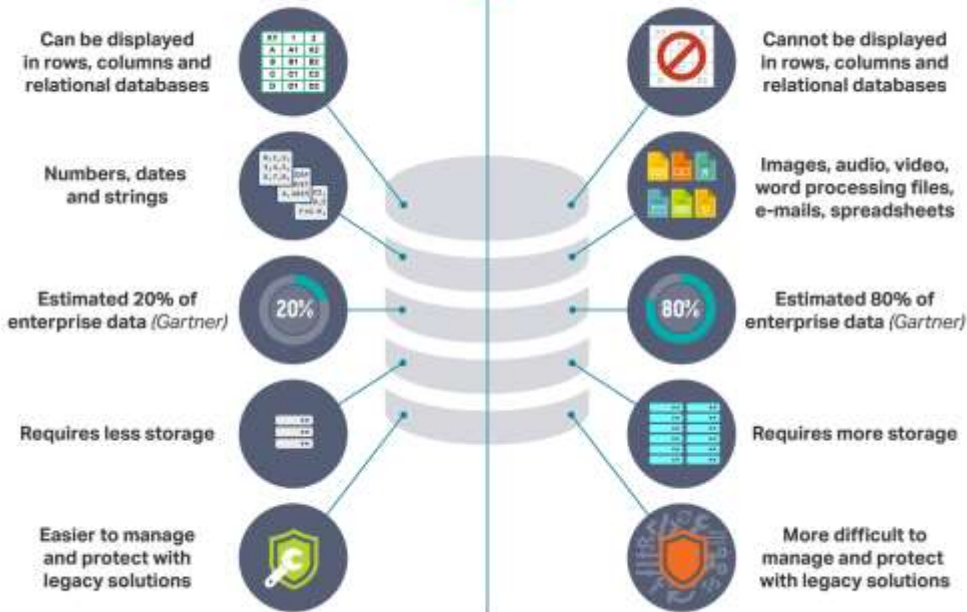 Can be displayed
in rows, columns and
relational databases
Cannot be displayed
in rows, columns and
relational databases
Numbers, dates
and strings
Images, audio, video,
word processing files,
e-mails, spreadsheets
Estimated 20% of
enterprise data (Gartner)
20%
80%
Estimated 80% of
enterprise data (Gartner)
Requires less storage
Requires more storage
Easier to manage
and protect with
legacy solutions
More difficult to
manage and protect
with legacy solutions